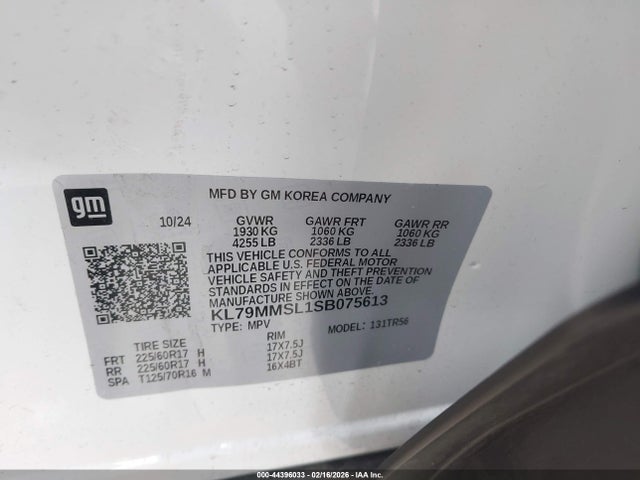 gm
MFD BY GM KOREA COMPANY
10/24 GVWR GAWR FRT GAWR RR
1930 KG 1060 KG 1060 KG
4255 LB 2336 LB 2336 LB
THIS VEHICLE CONFORMS TO ALL
APPLICABLE U.S. FEDERAL MOTOR
VEHICLE SAFETY AND THEFT PREVENTION
STANDARDS IN EFFECT ON THE DATE OF
MANUFACTURE SHOWN ABOVE.
KL79MMSL1SB075613
TYPE: MPV MODEL: 131TR56
TIRE SIZE RIM
FRT 225/60R17 H 17X7.5J
RR 225/60R17 H 17X7.5J
SPA T125/70R16 M 16X4BT
000-44396033 - 02/16/2026 - IAA Inc.